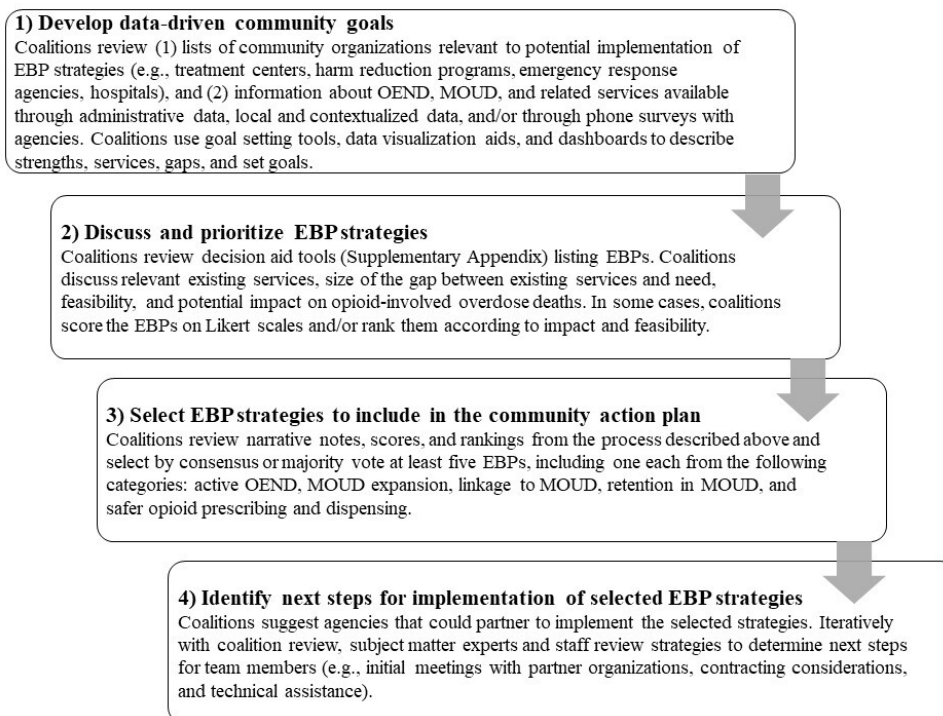 1) Develop data-driven community goals
Coalitions review (1) lists of community organizations relevant to potential implementation of
EBP strategies (e.g., treatment centers, harm reduction programs, emergency response
agencies, hospitals), and (2) information about OEND, MOUD, and related services available
through administrative data, local and contextualized data, and/or through phone surveys with
agencies. Coalitions use goal setting tools, data visualization aids, and dashboards to describe
strengths, services, gaps, and set goals.
2) Discuss and prioritize EBP strategies
Coalitions review decision aid tools (Supplementary Appendix) listing EBPs. Coalitions
discuss relevant existing services, size of the gap between existing services and need,
feasibility, and potential impact on opioid-involved overdose deaths. In some cases, coalitions
score the EBPs on Likert scales and/or rank them according to impact and feasibility.
3) Select EBP strategies to include in the community action plan
Coalitions review narrative notes, scores, and rankings from the process described above and
select by consensus or majority vote at least five EBPs, including one each from the following
categories: active OEND, MOUD expansion, linkage to MOUD, retention in MOUD, and
safer opioid prescribing and dispensing.
4) Identify next steps for implementation of selected EBP strategies
Coalitions suggest agencies that could partner to implement the selected strategies. Iteratively
with coalition review, subject matter experts and staff review strategies to determine next steps
for team members (e.g., initial meetings with partner organizations, contracting considerations,
and technical assistance).